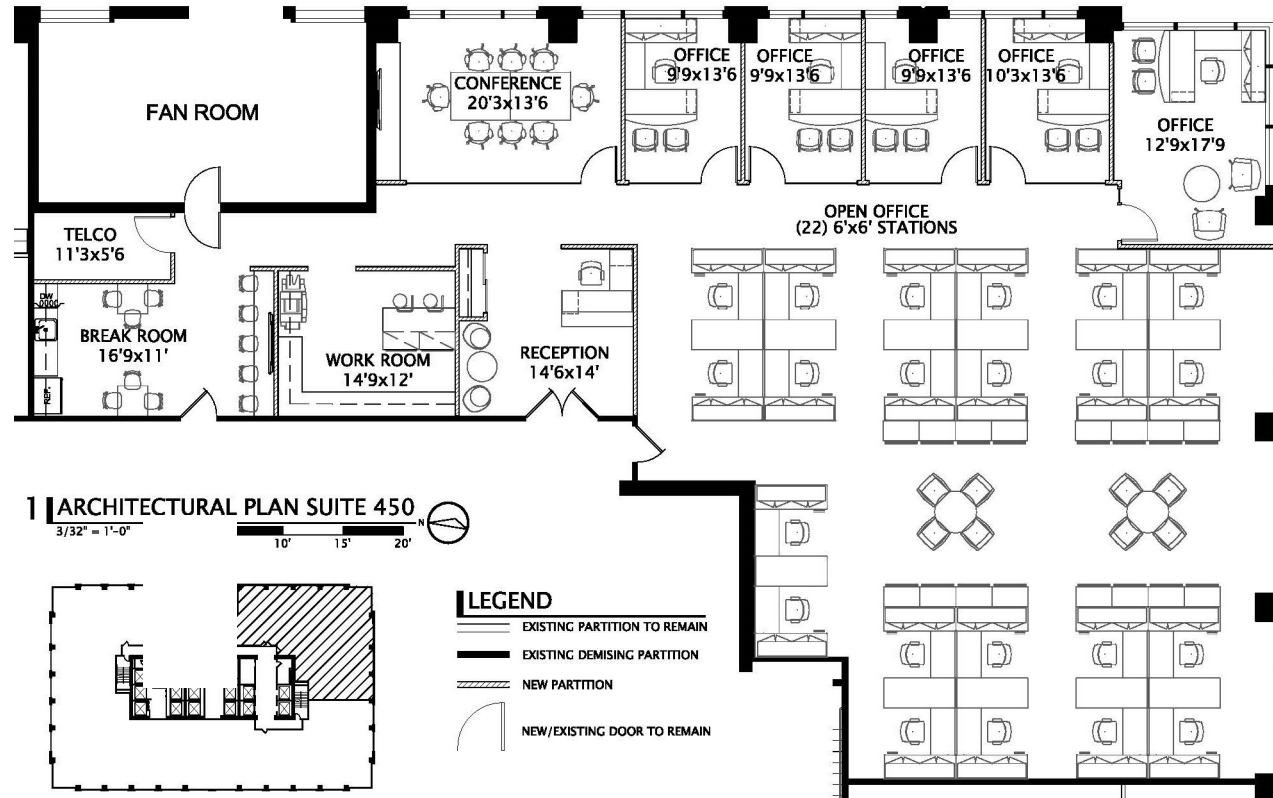 FAN ROOM
CONFERENCE
20'3x13'6
OFFICE
9'9x13'6
OFFICE
9'9x13'6
OFFICE
9'9x13'6
OFFICE
10'3x13'6
OFFICE
12'9x17'9
TELCO
11'3x5'6
OPEN OFFICE
(22) 6'x6' STATIONS
DW
BREAK ROOM
16'9x11'
REF.
WORK ROOM
14'9x12'
RECEPTION
14'6x14'
1 ARCHITECTURAL PLAN SUITE 450
3/32" = 1'-0"
10' 15' 20'
N
LEGEND
EXISTING PARTITION TO REMAIN
EXISTING DEMISING PARTITION
NEW PARTITION
NEW/EXISTING DOOR TO REMAIN